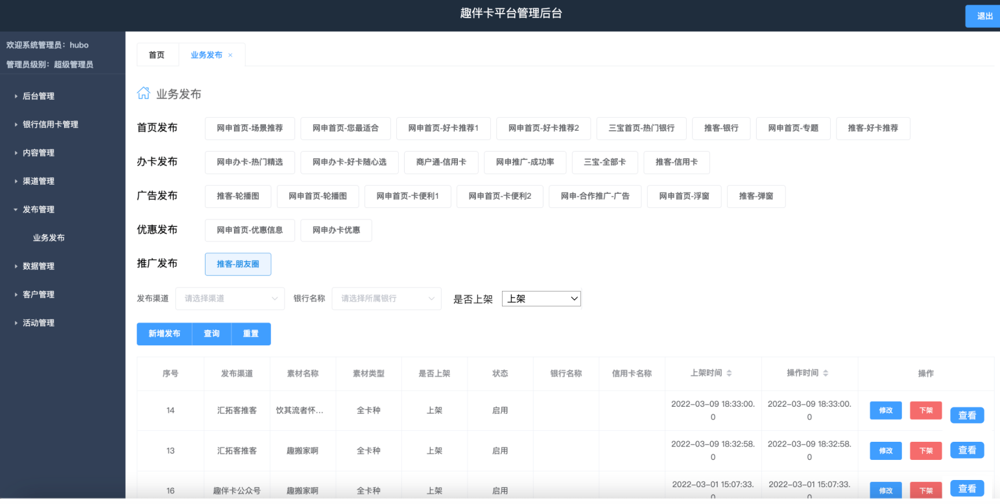 趣伴卡平台管理后台
退出
欢迎系统管理员：hubo
管理员级别：超级管理员
后台管理
银行信用卡管理
内容管理
渠道管理
发布管理
业务发布
数据管理
客户管理
活动管理
首页 业务发布 ×
业务发布
首页发布 网申首页-场景推荐 网申首页-您最适合 网申首页-好卡推荐1 网申首页-好卡推荐2 三宝首页-热门银行 推客-银行 网申首页-专题 推客-好卡推荐
办卡发布 网申办卡-热门精选 网申办卡-好卡随心选 商户通-信用卡 网申推广-成功率 三宝-全部卡 推客-信用卡
广告发布 推客-轮播图 网申首页-轮播图 网申首页-卡便利1 网申首页-卡便利2 网申-合作推广-广告 网申首页-浮窗 推客-弹窗
优惠发布 网申首页-优惠信息 网申办卡优惠
推广发布 推客-朋友圈
发布渠道 请选择渠道 银行名称 请选择所属银行 是否上架 上架
新增发布 查询 重置
序号 发布渠道 素材名称 素材类型 是否上架 状态 银行名称 信用卡名称 上架时间 操作时间 操作
14 汇拓客推客 饮其流者怀... 全卡种 上架 启用 2022-03-09 18:33:00. 2022-03-09 18:33:00. 修改 下架 查看
0 0
13 汇拓客推客 趣搬家啊 全卡种 上架 启用 2022-03-09 18:32:58. 2022-03-09 18:32:58. 修改 下架 查看
0 0
16 趣伴卡公众号 趣搬家啊 全卡种 上架 启用 2022-03-01 15:07:33. 2022-03-01 15:07:33. 修改 下架 查看
0 0